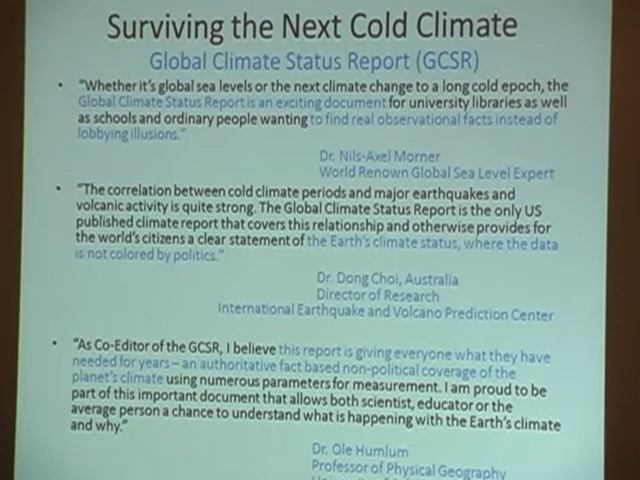 Surviving the Next Cold Climate
Global Climate Status Report (GCSR)
• "Whether it's global sea levels or the next climate change to a long cold epoch, the
Global Climate Status Report is an exciting document for university libraries as well
as schools and ordinary people wanting to find real observational facts instead of
lobbying illusions."
Dr. Nils-Axel Morner
World Renown Global Sea Level Expert
• "The correlation between cold climate periods and major earthquakes and
volcanic activity is quite strong. The Global Climate Status Report is the only US
published climate report that covers this relationship and otherwise provides for
the world's citizens a clear statement of the Earth's climate status, where the data
is not colored by politics."
Dr. Dong Choi, Australia
Director of Research
International Earthquake and Volcano Prediction Center
• "As Co-Editor of the GCSR, I believe this report is giving everyone what they have
needed for years – an authoritative fact based non-political coverage of the
planet's climate using numerous parameters for measurement. I am proud to be
part of this important document that allows both scientist, educator or the
average person a chance to understand what is happening with the Earth's climate
and why."
Dr. Ole Humlum
Professor of Physical Geography